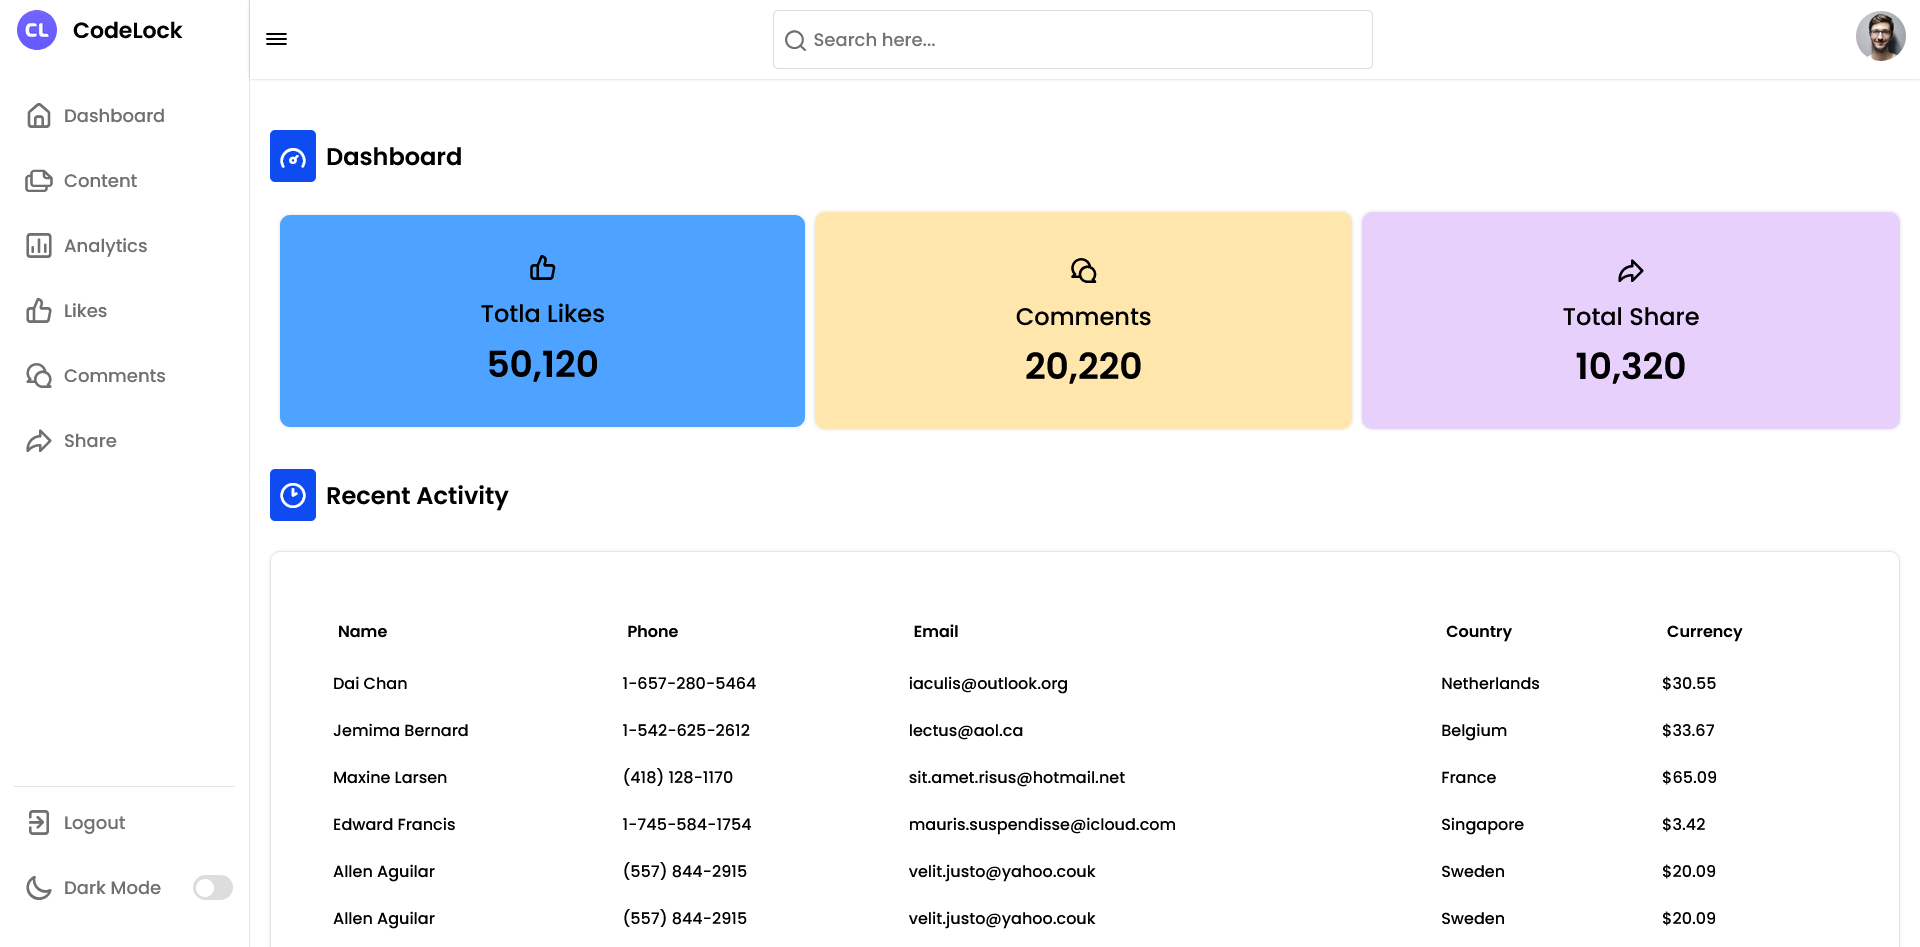 CL CodeLock
Search here...
Dashboard
Content
Analytics
Likes
Comments
Share
Logout
Dark Mode
Dashboard
Totla Likes
50,120
Comments
20,220
Total Share
10,320
Recent Activity
Name Phone Email Country Currency
Dai Chan 1-657-280-5464 iaculis@outlook.org Netherlands $30.55
Jemima Bernard 1-542-625-2612 lectus@aol.ca Belgium $33.67
Maxine Larsen (418) 128-1170 sit.amet.risus@hotmail.net France $65.09
Edward Francis 1-745-584-1754 mauris.suspendisse@icloud.com Singapore $3.42
Allen Aguilar (557) 844-2915 velit.justo@yahoo.couk Sweden $20.09
Allen Aguilar (557) 844-2915 velit.justo@yahoo.couk Sweden $20.09